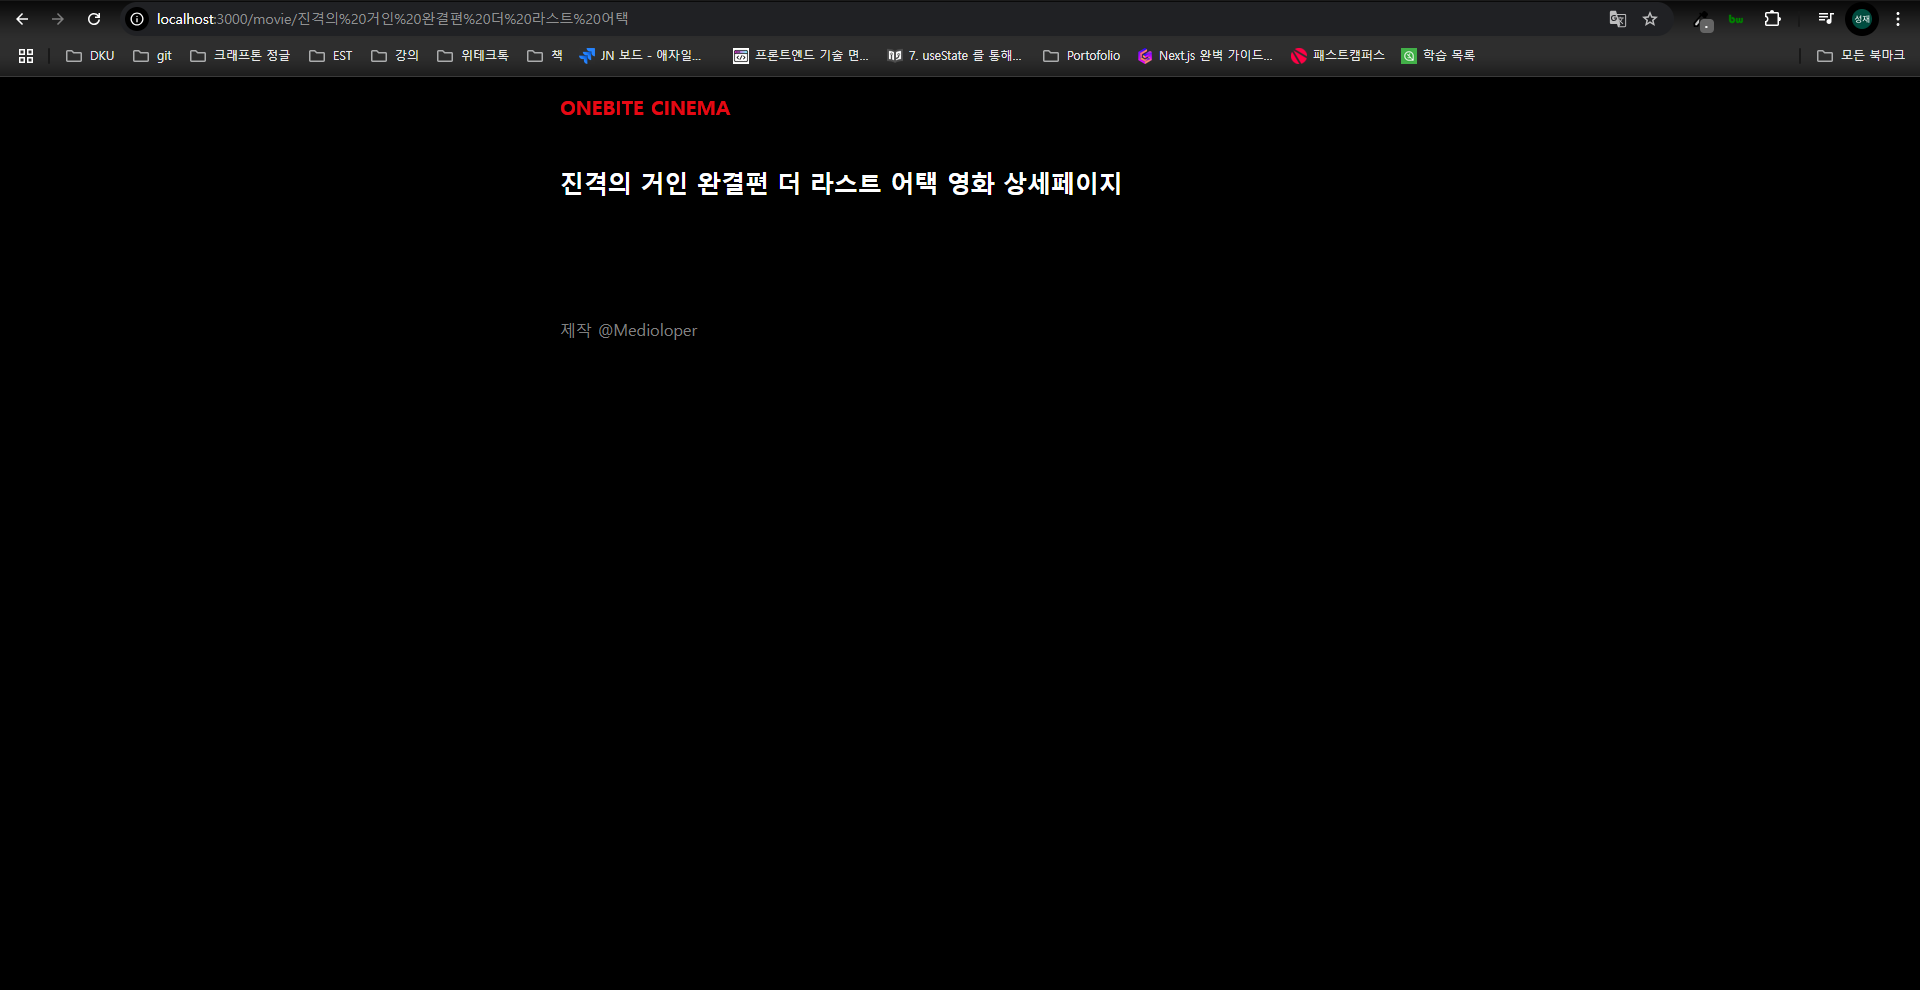 localhost:3000/movie/진격의%20거인%20완결편%20더%20라스트%20어택
성재
DKU git 크래프톤 정글 EST 강의 위테크톡 책 JN 보드 - 애자일... 프론트엔드 기술 면... 7. useState 를 통해... Portofolio Next.js 완벽 가이드... 패스트캠퍼스 학습 목록 모든 북마크
ONEBITE CINEMA
진격의 거인 완결편 더 라스트 어택 영화 상세페이지
제작 @Medioloper